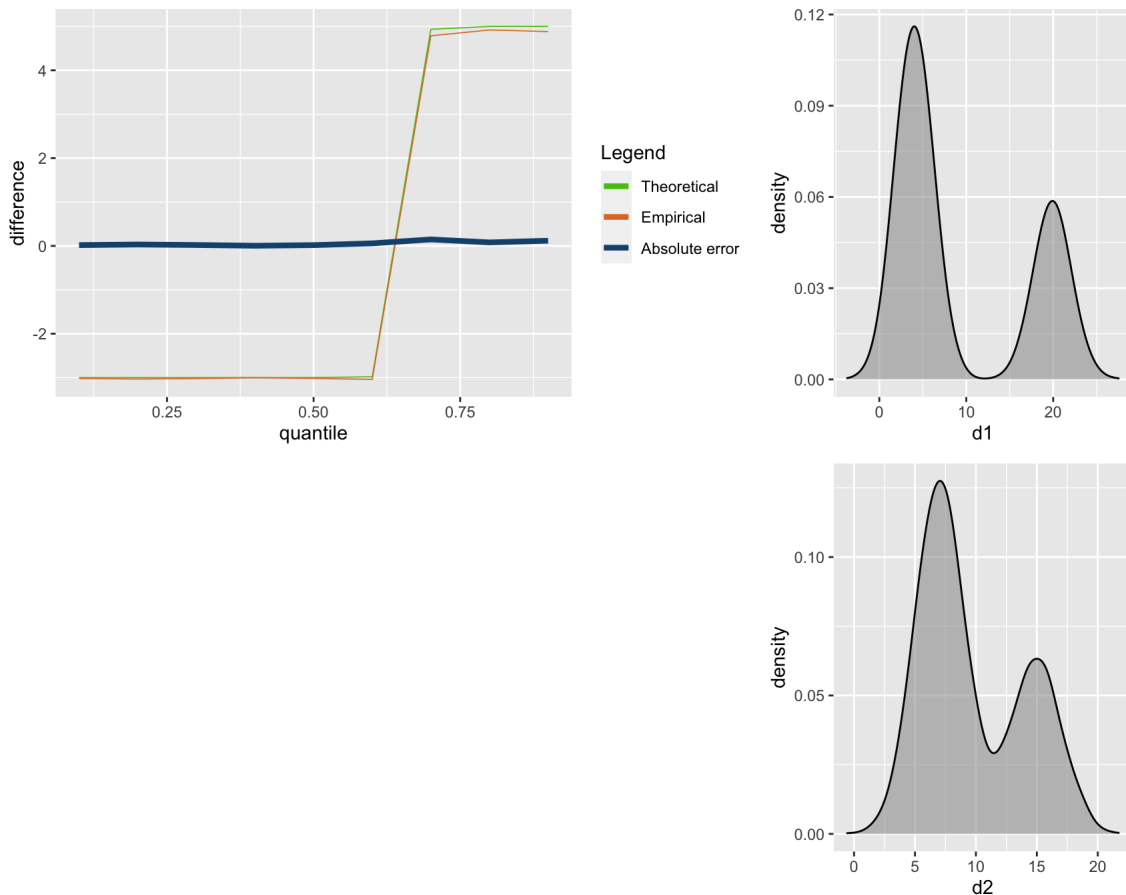 difference
4
2
0
-2
0.25
0.50
0.75
quantile
Legend
Theoretical
Empirical
Absolute error
density
0.12
0.09
0.06
0.03
0.00
0
10
20
d1
density
0.10
0.05
0.00
0
5
10
15
20
d2